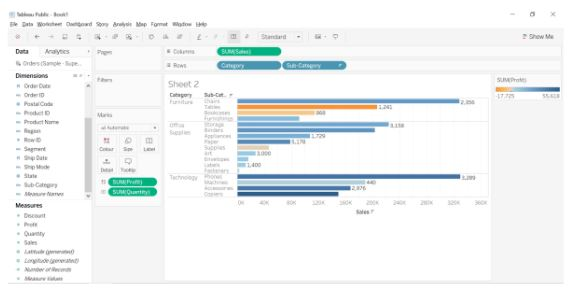 Tableau Public - Book1
File Data Worksheet Dashboard Story Analysis Map Format Window Help
Standard
Show Me
Data Analytics
Pages
Columns SUM(Sales)
Orders (Sample - Supe...
Rows Category Sub-Category
Dimensions
Filters
Sheet 2
SUM(Profit)
-17,725 55,618
Order Date
Order ID
Postal Code
Product ID
Product Name
Region
Row ID
Segment
Ship Date
Ship Mode
State
Sub-Category
Measure Names
Measures
Discount
Profit
Quantity
Sales
Latitude (generated)
Longitude (generated)
Number of Records
Measure Values
Marks
Automatic
Colour Size Label
Detail Tooltip
SUM(Profit)
SUM(Quantity)
Category Sub-Cat..
Furniture Chairs 2,356
Tables 1,241
Bookcases 868
Furnishings
Office Supplies Storage 3,158
Binders
Appliances 1,729
Paper 5,178
Supplies
Art 3,000
Envelopes
Labels 1,400
Fasteners
Technology Phones 3,289
Machines 440
Accessories 2,976
Copiers
0K 40K 80K 120K 160K 200K 240K 280K 320K 360K
Sales